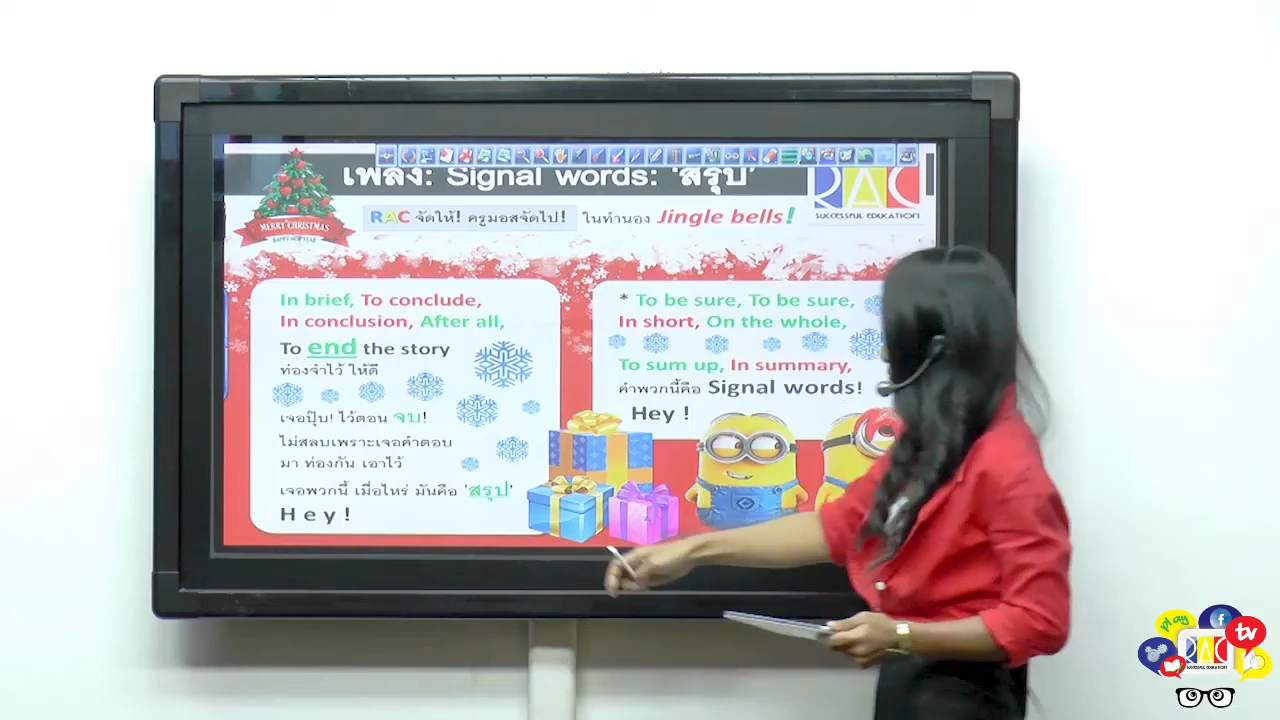 เพลง: Signal words: 'สรุป'
RAC
SUCCESSFUL EDUCATION
MERRY CHRISTMAS
HAPPY NEW YEAR
RAC จัดให้! ครูมอสจัดไป! ในทำนอง Jingle bells!
In brief, To conclude,
In conclusion, After all,
To end the story
ท่องจำไว้ ให้ดี
เจอปุ๊บ! ไว้ตอน จบ!
ไม่สลบเพราะเจอคำตอบ
มา ท่องกัน เอาไว้
เจอพวกนี้ เมื่อไหร่ มันคือ 'สรุป'
Hey !
* To be sure, To be sure,
In short, On the whole,
To sum up, In summary,
คำพวกนี้คือ Signal words!
Hey !
play
f
tv
RAC
SUCCESSFUL EDUCATION